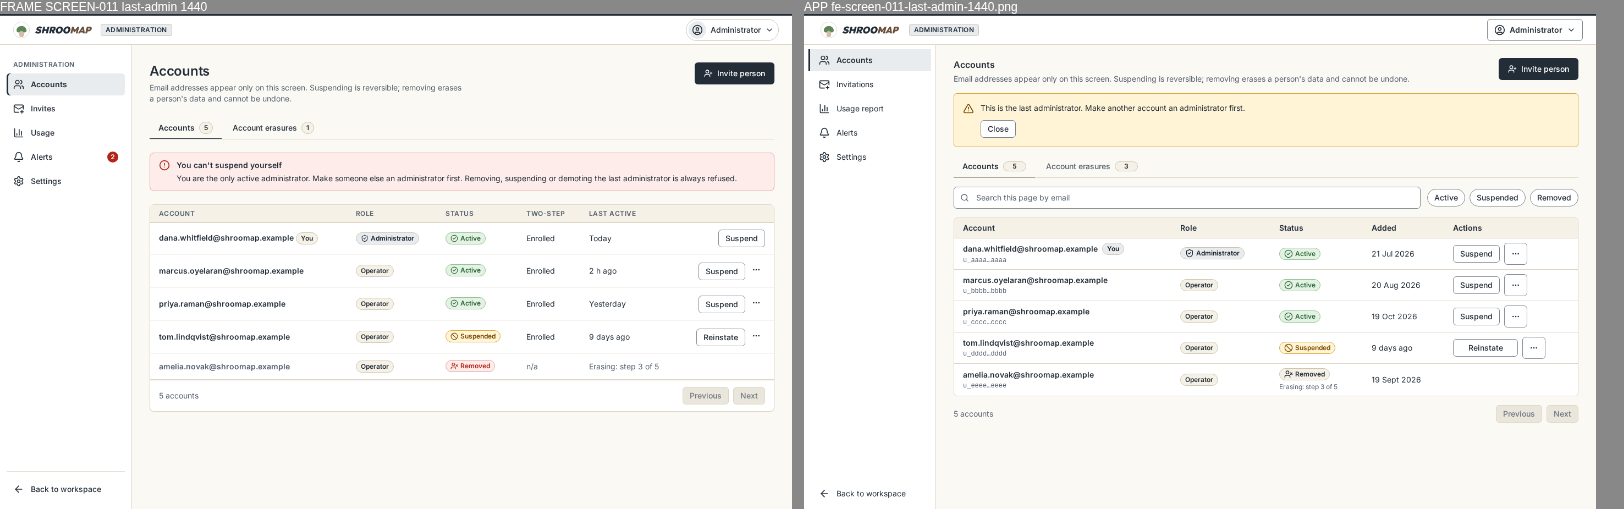 FRAME SCREEN-011 last-admin 1440
SHROOMAP ADMINISTRATION
Administrator
ADMINISTRATION
Accounts
Invites
Usage
Alerts 2
Settings
Back to workspace
Accounts
Email addresses appear only on this screen. Suspending is reversible; removing erases
a person's data and cannot be undone.
Invite person
Accounts 5 Account erasures 1
You can't suspend yourself
You are the only active administrator. Make someone else an administrator first. Removing, suspending or demoting the last administrator is always refused.
ACCOUNT ROLE STATUS TWO-STEP LAST ACTIVE
dana.whitfield@shroomap.example You Administrator Active Enrolled Today Suspend
marcus.oyelaran@shroomap.example Operator Active Enrolled 2 h ago Suspend ...
priya.raman@shroomap.example Operator Active Enrolled Yesterday Suspend ...
tom.lindqvist@shroomap.example Operator Suspended Enrolled 9 days ago Reinstate ...
amelia.novak@shroomap.example Operator Removed n/a Erasing: step 3 of 5
5 accounts Previous Next
APP fe-screen-011-last-admin-1440.png
SHROOMAP ADMINISTRATION
Administrator
Accounts
Invitations
Usage report
Alerts
Settings
Back to workspace
Accounts
Email addresses appear only on this screen. Suspending is reversible; removing erases a person's data and cannot be undone.
Invite person
This is the last administrator. Make another account an administrator first.
Close
Accounts 5 Account erasures 3
Search this page by email
Active Suspended Removed
Account Role Status Added Actions
dana.whitfield@shroomap.example You Administrator Active 21 Jul 2026 Suspend ...
u_aaaa…aaaa
marcus.oyelaran@shroomap.example Operator Active 20 Aug 2026 Suspend ...
u_bbbb…bbbb
priya.raman@shroomap.example Operator Active 19 Oct 2026 Suspend ...
u_cccc…cccc
tom.lindqvist@shroomap.example Operator Suspended 9 days ago Reinstate ...
u_dddd…dddd
amelia.novak@shroomap.example Operator Removed 19 Sept 2026
u_eeee…eeee Erasing: step 3 of 5
5 accounts Previous Next